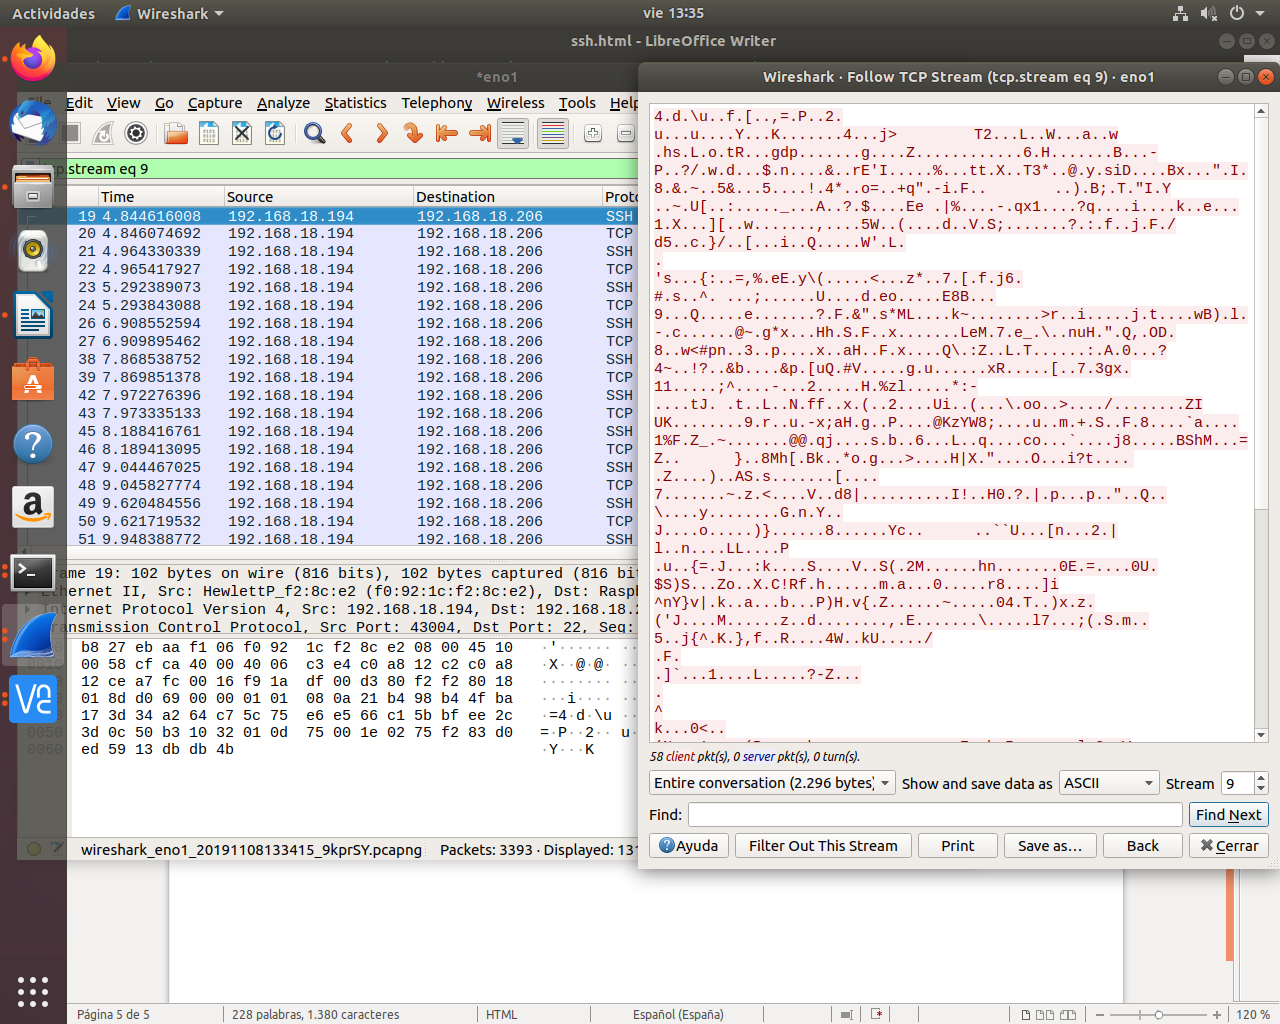 Actividades
Wireshark
vie 13:35
ssh.html - LibreOffice Writer
*eno1
Wireshark · Follow TCP Stream (tcp.stream eq 9) · eno1
File Edit View Go Capture Analyze Statistics Telephony Wireless Tools Help
tcp.stream eq 9
Time Source Destination Proto
19 4.844616008 192.168.18.194 192.168.18.206 SSH
20 4.846074692 192.168.18.194 192.168.18.206 TCP
21 4.964330339 192.168.18.194 192.168.18.206 SSH
22 4.965417927 192.168.18.194 192.168.18.206 TCP
23 5.292389073 192.168.18.194 192.168.18.206 SSH
24 5.293843088 192.168.18.194 192.168.18.206 TCP
26 6.908552594 192.168.18.194 192.168.18.206 SSH
27 6.909895462 192.168.18.194 192.168.18.206 TCP
38 7.868538752 192.168.18.194 192.168.18.206 SSH
39 7.869851378 192.168.18.194 192.168.18.206 TCP
42 7.972276396 192.168.18.194 192.168.18.206 SSH
43 7.973335133 192.168.18.194 192.168.18.206 TCP
45 8.188416761 192.168.18.194 192.168.18.206 SSH
46 8.189413095 192.168.18.194 192.168.18.206 TCP
47 9.044467025 192.168.18.194 192.168.18.206 SSH
48 9.045827774 192.168.18.194 192.168.18.206 TCP
49 9.620484556 192.168.18.194 192.168.18.206 SSH
50 9.621719532 192.168.18.194 192.168.18.206 TCP
51 9.948388772 192.168.18.194 192.168.18.206 SSH
Frame 19: 102 bytes on wire (816 bits), 102 bytes captured (816 bit
Ethernet II, Src: HewlettP_f2:8c:e2 (f0:92:1c:f2:8c:e2), Dst: Rasp
Internet Protocol Version 4, Src: 192.168.18.194, Dst: 192.168.18.2
Transmission Control Protocol, Src Port: 43004, Dst Port: 22, Seq:
b8 27 eb aa f1 06 f0 92 1c f2 8c e2 08 00 45 10
00 58 cf ca 40 00 40 06 c3 e4 c0 a8 12 c2 c0 a8
12 ce a7 fc 00 16 f9 1a df 00 d3 80 f2 f2 80 18
01 8d d0 69 00 00 01 01 08 0a 21 b4 98 b4 4f ba
17 3d 34 a2 64 c7 5c 75 e6 e5 66 c1 5b bf ee 2c
0050 3d 0c 50 b3 10 32 01 0d 75 00 1e 02 75 f2 83 d0
0060 ed 59 13 db db 4b
wireshark_eno1_20191108133415_9kprSY.pcapng
Packets: 3393 · Displayed: 131
4.d.\u..f.[..,=.P..2.
u...u....Y...K.......4...j> T2...L..W...a..w
.hs.L.o.tR...gdp.......g....Z............6.H.......B...-
P..?/.w.d...$.n....&..rE'I.....%...tt.X..T3*..@.y.siD....Bx...".I.
8.&.~..5&...5....!.4*..o=..+q".-i.F.. ..).B;.T."I.Y
..~.U[..:....._...A..?.$....Ee .|%....-.qx1....?q....i....k..e...
1.X...][..w.......,....5W..(....d..V.S;.......?.:.f..j.F./
d5..c.}/..[...i..Q.....W'.L.
.
's...{:..=,%.eE.y\(.....<...z*..7.[.f.j6.
#.s..^. ...;......U....d.eo.....E8B...
9...Q.....e.......?.F.&".s*ML....k~........>r..i.....j.t....wB).l.
-.c......@~.g*x...Hh.S.F..x.......LeM.7.e_.\..nuH.".Q,.OD.
8..w<#pn..3..p....x..aH..F.x....Q\.:Z..L.T......:.A.0...?
4~..!?..&b....&p.[uQ.#V.....g.u......xR.....[..7.3gx.
11.....;^....-...2.....H.%zl.....*:-
....tJ. .t..L..N.ff..x.(..2....Ui..(...\.oo..>..../........ZI
UK........9.r..u.-x;aH.g..P....@KzYW8;....u..m.+.S..F.8....`a....
1%F.Z_.~.......@@.qj....s.b..6...L..q....co...`....j8.....BShM...=
Z.. }..8Mh[.Bk..*o.g...>....H|X."....O...i?t....
.Z....)..AS.s.......[....
7.......~.z.<....V..d8|..........I!..H0.?.|.p...p.."..Q..
\....y........G.n.Y..
J....o.....)}......8......Yc.. ..``U...[n...2.|
l..n....LL....P
.u..{=.J...:k....S....V..S(.2M......hn.......0E.=....0U.
$S)S...Zo..X.C!Rf.h......m.a...0.....r8....]i
^nY}v|.k..a...b...P)H.v{.Z......~.....04.T..)x.z.
('J....M......z..d.......,.E.......\.....l7...;(.S.m..
5..j{^.K.},f..R....4W..kU...../
.F.
.]`...1....L.....?-Z...
.
^
k...0<..
58 client pkt(s), 0 server pkt(s), 0 turn(s).
Entire conversation (2.296 bytes) Show and save data as ASCII Stream 9
Find: Find Next
Ayuda Filter Out This Stream Print Save as… Back Cerrar
Página 5 de 5 228 palabras, 1.380 caracteres HTML Español (España) 120 %